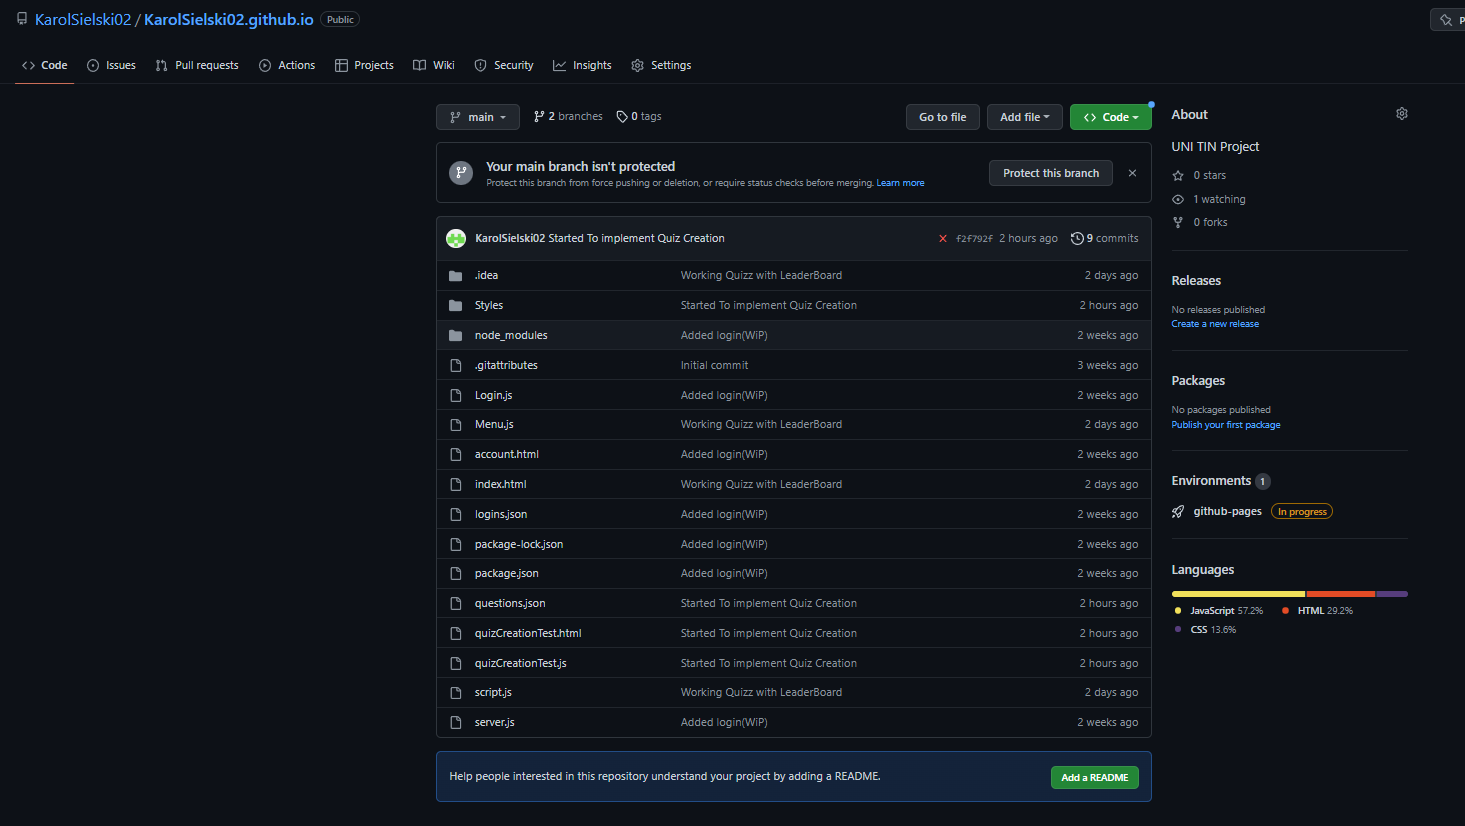 KarolSielski02 / KarolSielski02.github.io Public
Code Issues Pull requests Actions Projects Wiki Security Insights Settings
main 2 branches 0 tags Go to file Add file Code
Your main branch isn't protected
Protect this branch from force pushing or deletion, or require status checks before merging. Learn more
Protect this branch
KarolSielski02 Started To implement Quiz Creation f2f792f 2 hours ago 9 commits
.idea Working Quizz with LeaderBoard 2 days ago
Styles Started To implement Quiz Creation 2 hours ago
node_modules Added login(WiP) 2 weeks ago
.gitattributes Initial commit 3 weeks ago
Login.js Added login(WiP) 2 weeks ago
Menu.js Working Quizz with LeaderBoard 2 days ago
account.html Added login(WiP) 2 weeks ago
index.html Working Quizz with LeaderBoard 2 days ago
logins.json Added login(WiP) 2 weeks ago
package-lock.json Added login(WiP) 2 weeks ago
package.json Added login(WiP) 2 weeks ago
questions.json Started To implement Quiz Creation 2 hours ago
quizCreationTest.html Started To implement Quiz Creation 2 hours ago
quizCreationTest.js Started To implement Quiz Creation 2 hours ago
script.js Working Quizz with LeaderBoard 2 days ago
server.js Added login(WiP) 2 weeks ago
Help people interested in this repository understand your project by adding a README.
Add a README
About
UNI TIN Project
0 stars
1 watching
0 forks
Releases
No releases published
Create a new release
Packages
No packages published
Publish your first package
Environments 1
github-pages In progress
Languages
JavaScript 57.2% HTML 29.2%
CSS 13.6%